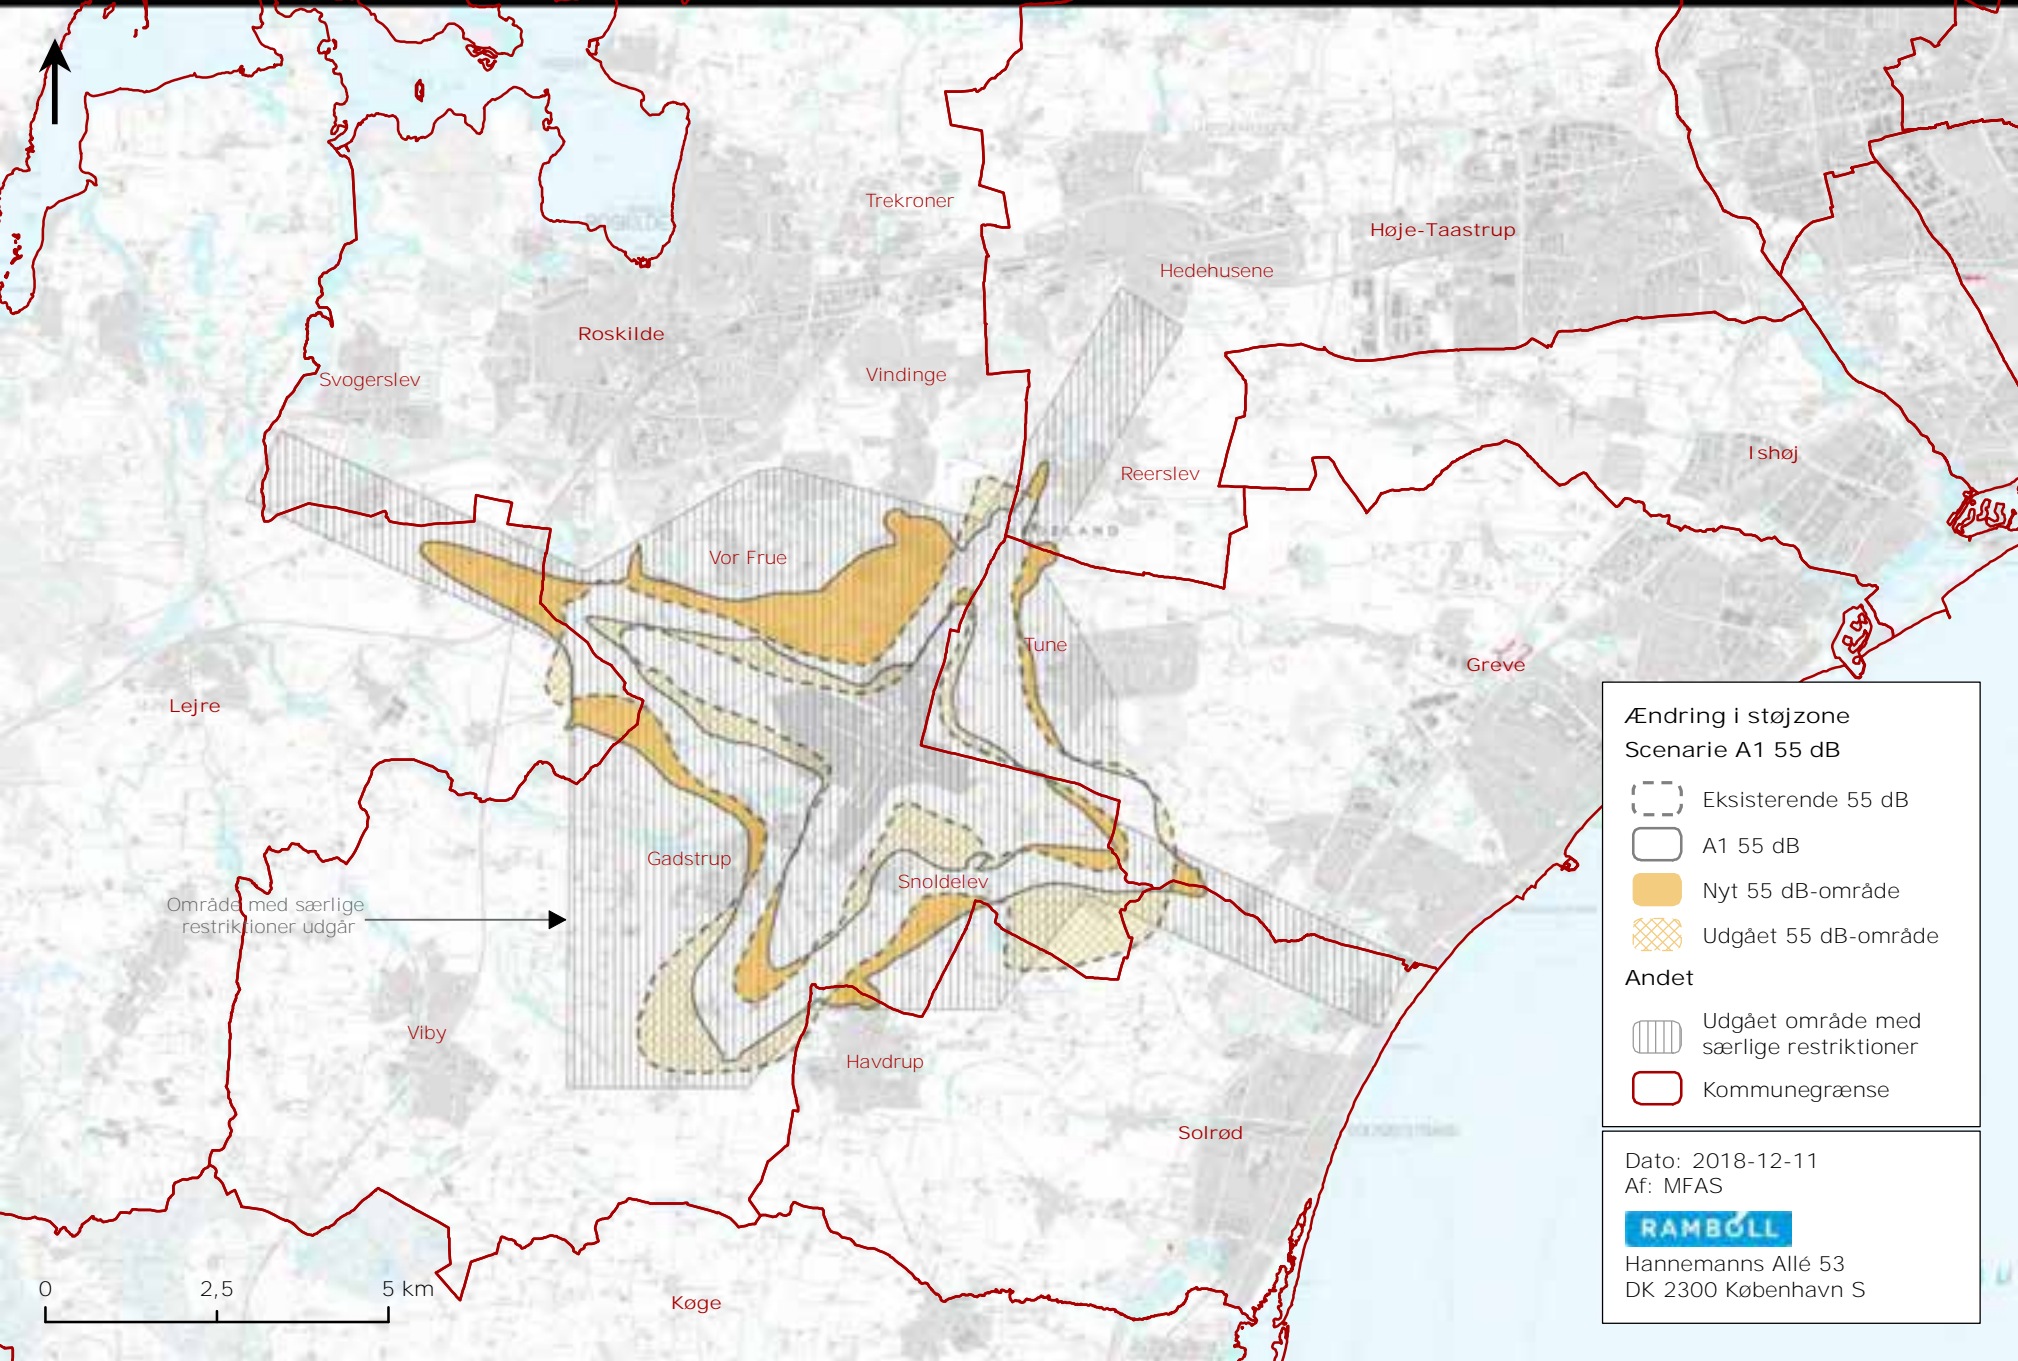 Trekroner
Høje-Taastrup
Hedehusene
Roskilde
Svogerslev
Vindinge
Reerslev
Ishøj
Vor Frue
Tune
Greve
Lejre
Gadstrup
Snoldelev
Område med særlige
restriktioner udgår
Viby
Havdrup
Solrød
Køge
0 2,5 5 km
Ændring i støjzone
Scenarie A1 55 dB
Eksisterende 55 dB
A1 55 dB
Nyt 55 dB-område
Udgået 55 dB-område
Andet
Udgået område med
særlige restriktioner
Kommunegrænse
Dato: 2018-12-11
Af: MFAS
RAMBØLL
Hannemanns Allé 53
DK 2300 København S